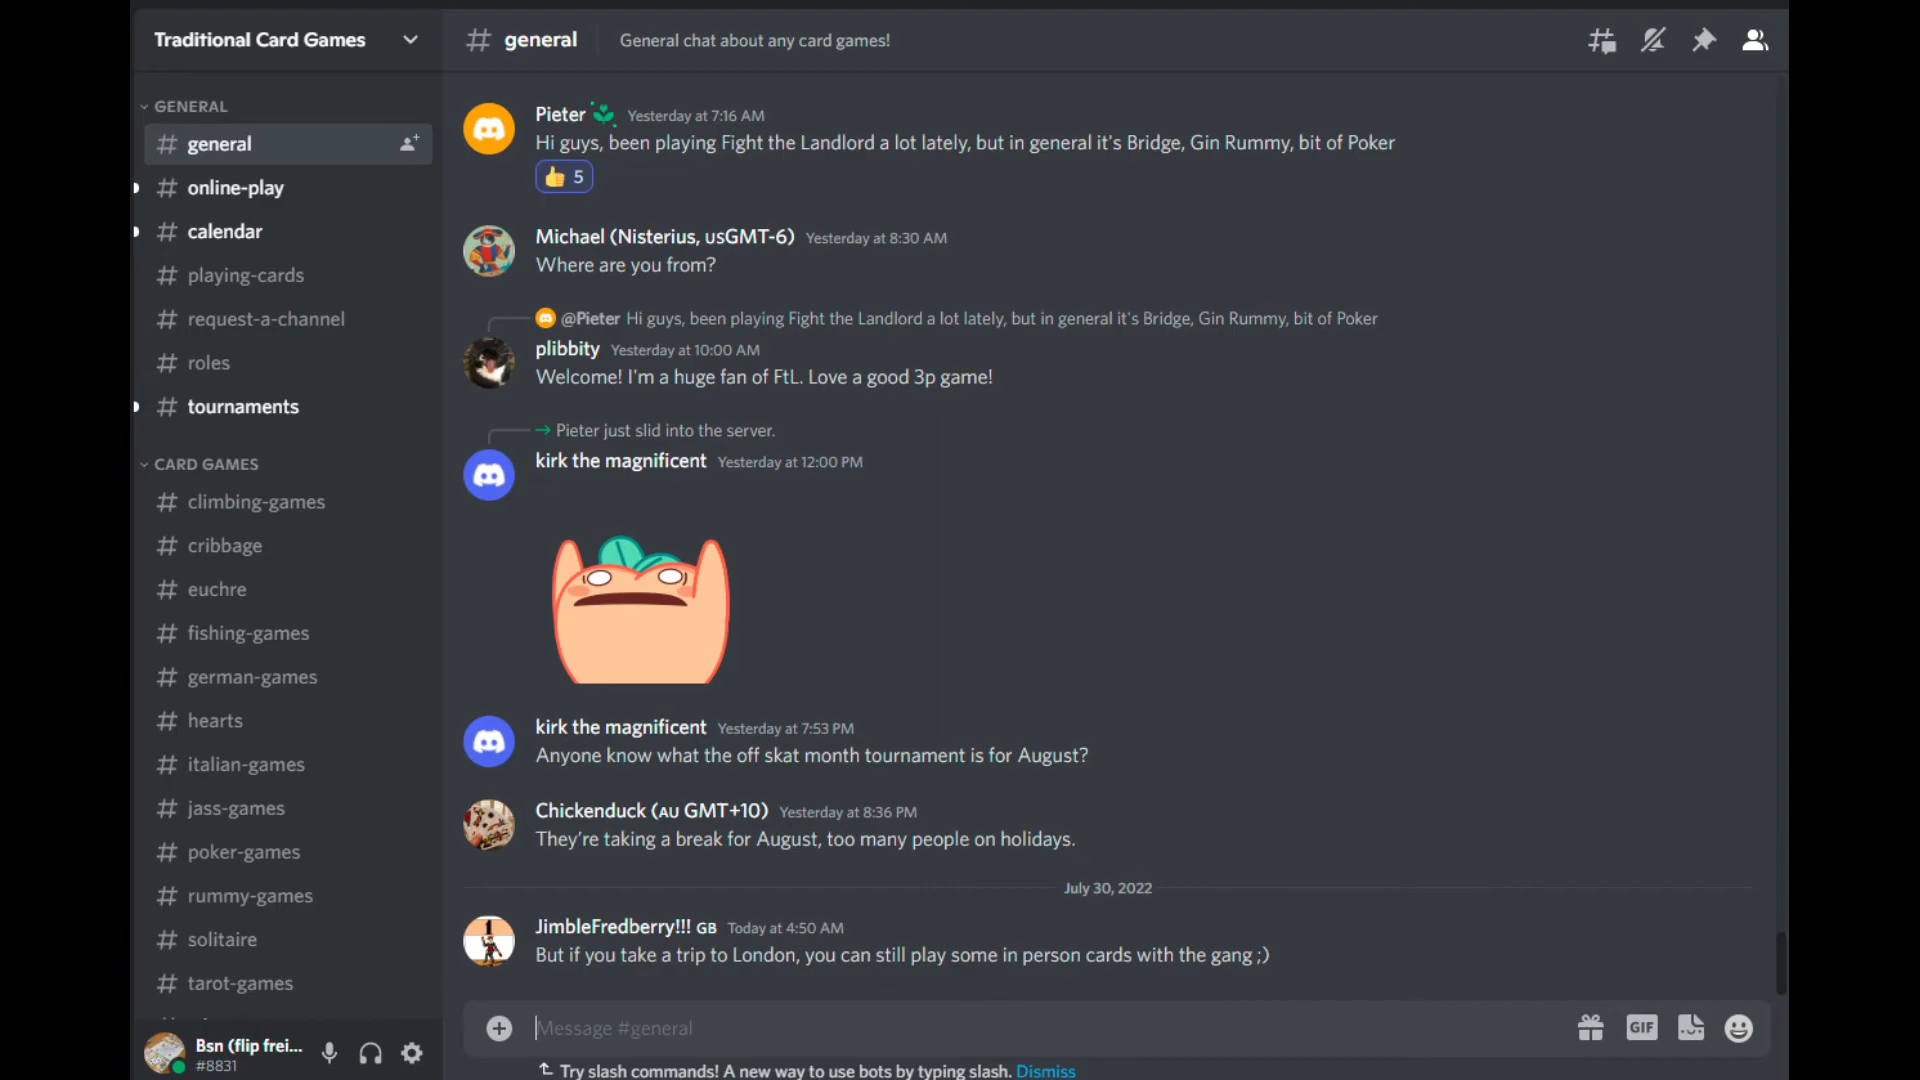 Traditional Card Games
general
General chat about any card games!
GENERAL
general
online-play
calendar
playing-cards
request-a-channel
roles
tournaments
CARD GAMES
climbing-games
cribbage
euchre
fishing-games
german-games
hearts
italian-games
jass-games
poker-games
rummy-games
solitaire
tarot-games
Bsn (flip frei...
#8831
Pieter Yesterday at 7:16 AM
Hi guys, been playing Fight the Landlord a lot lately, but in general it's Bridge, Gin Rummy, bit of Poker
5
Michael (Nisterius, USGMT-6) Yesterday at 8:30 AM
Where are you from?
@Pieter Hi guys, been playing Fight the Landlord a lot lately, but in general it's Bridge, Gin Rummy, bit of Poker
plibbity Yesterday at 10:00 AM
Welcome! I'm a huge fan of FtL. Love a good 3p game!
Pieter just slid into the server.
kirk the magnificent Yesterday at 12:00 PM
kirk the magnificent Yesterday at 7:53 PM
Anyone know what the off skat month tournament is for August?
Chickenduck (AU GMT+10) Yesterday at 8:36 PM
They're taking a break for August, too many people on holidays.
July 30, 2022
JimbleFredberry!!! GB Today at 4:50 AM
But if you take a trip to London, you can still play some in person cards with the gang ;)
Message #general
GIF
Try slash commands! A new way to use bots by typing slash. Dismiss